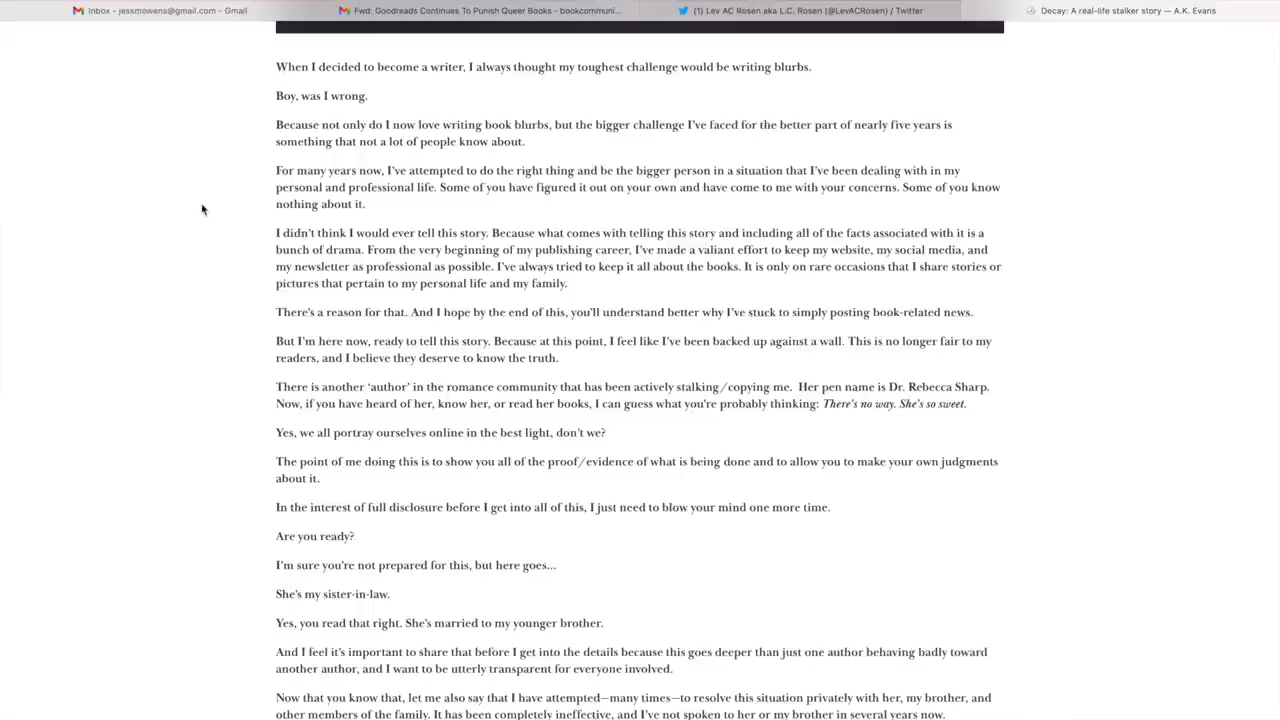 Inbox - jessmowens@gmail.com - Gmail
Fwd: Goodreads Continues To Punish Queer Books - bookcommuni...
(1) Lev AC Rosen aka L.C. Rosen (@LevACRosen) / Twitter
Decay: A real-life stalker story — A.K. Evans
When I decided to become a writer, I always thought my toughest challenge would be writing blurbs.
Boy, was I wrong.
Because not only do I now love writing book blurbs, but the bigger challenge I've faced for the better part of nearly five years is
something that not a lot of people know about.
For many years now, I've attempted to do the right thing and be the bigger person in a situation that I've been dealing with in my
personal and professional life. Some of you have figured it out on your own and have come to me with your concerns. Some of you know
nothing about it.
I didn't think I would ever tell this story. Because what comes with telling this story and including all of the facts associated with it is a
bunch of drama. From the very beginning of my publishing career, I've made a valiant effort to keep my website, my social media, and
my newsletter as professional as possible. I've always tried to keep it all about the books. It is only on rare occasions that I share stories or
pictures that pertain to my personal life and my family.
There's a reason for that. And I hope by the end of this, you'll understand better why I've stuck to simply posting book-related news.
But I'm here now, ready to tell this story. Because at this point, I feel like I've been backed up against a wall. This is no longer fair to my
readers, and I believe they deserve to know the truth.
There is another 'author' in the romance community that has been actively stalking/copying me. Her pen name is Dr. Rebecca Sharp.
Now, if you have heard of her, know her, or read her books, I can guess what you're probably thinking: There's no way. She's so sweet.
Yes, we all portray ourselves online in the best light, don't we?
The point of me doing this is to show you all of the proof/evidence of what is being done and to allow you to make your own judgments
about it.
In the interest of full disclosure before I get into all of this, I just need to blow your mind one more time.
Are you ready?
I'm sure you're not prepared for this, but here goes...
She's my sister-in-law.
Yes, you read that right. She's married to my younger brother.
And I feel it's important to share that before I get into the details because this goes deeper than just one author behaving badly toward
another author, and I want to be utterly transparent for everyone involved.
Now that you know that, let me also say that I have attempted—many times—to resolve this situation privately with her, my brother, and
other members of the family. It has been completely ineffective, and I've not spoken to her or my brother in several years now.